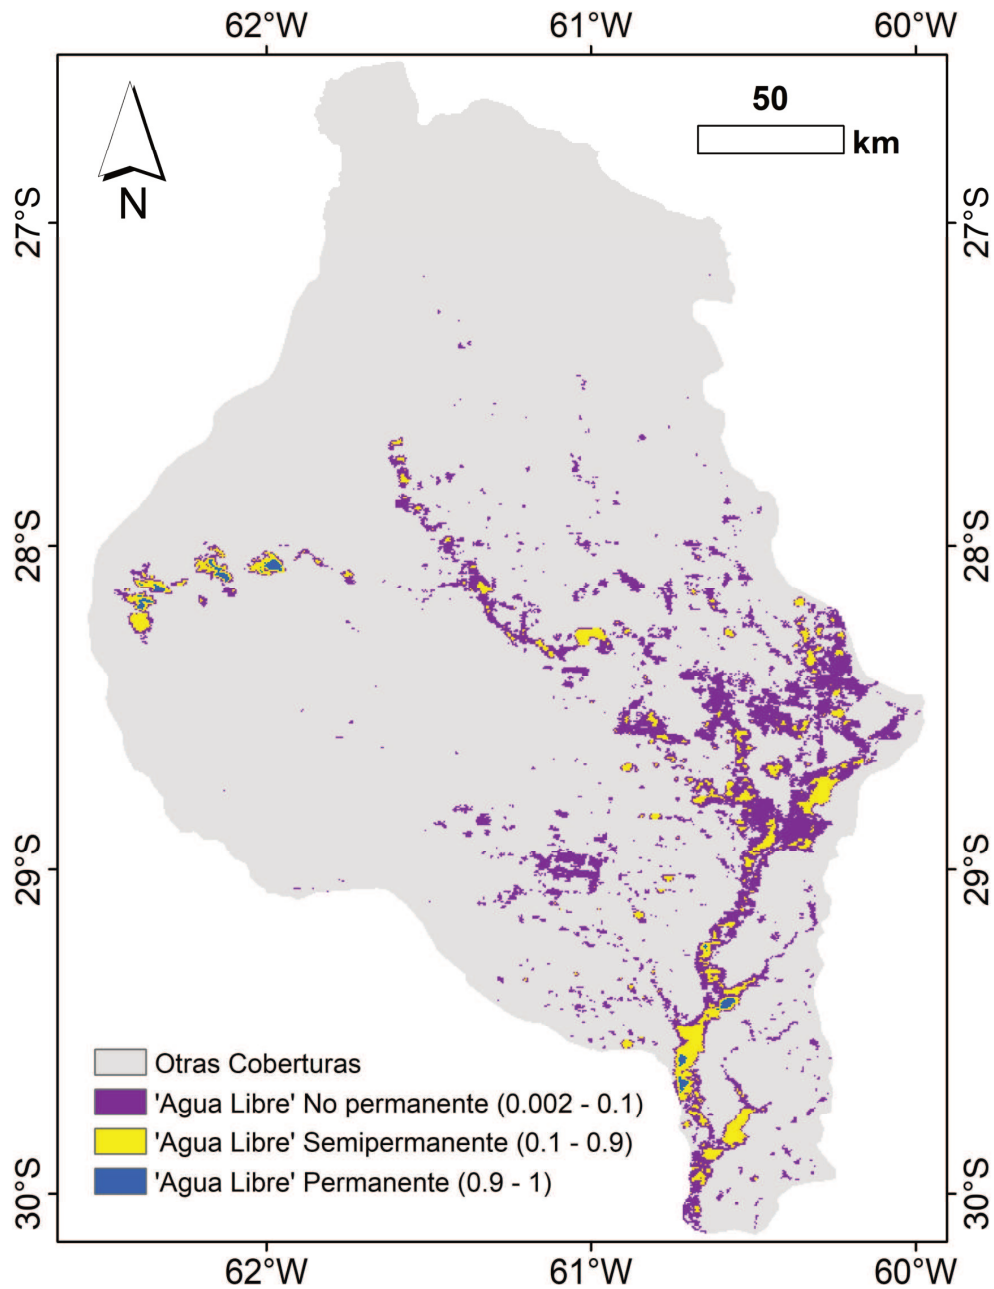 62°W 61°W 60°W
50
km
N
27°S 27°S
28°S 28°S
29°S 29°S
30°S 30°S
Otras Coberturas
'Agua Libre' No permanente (0.002 - 0.1)
'Agua Libre' Semipermanente (0.1 - 0.9)
'Agua Libre' Permanente (0.9 - 1)
62°W 61°W 60°W